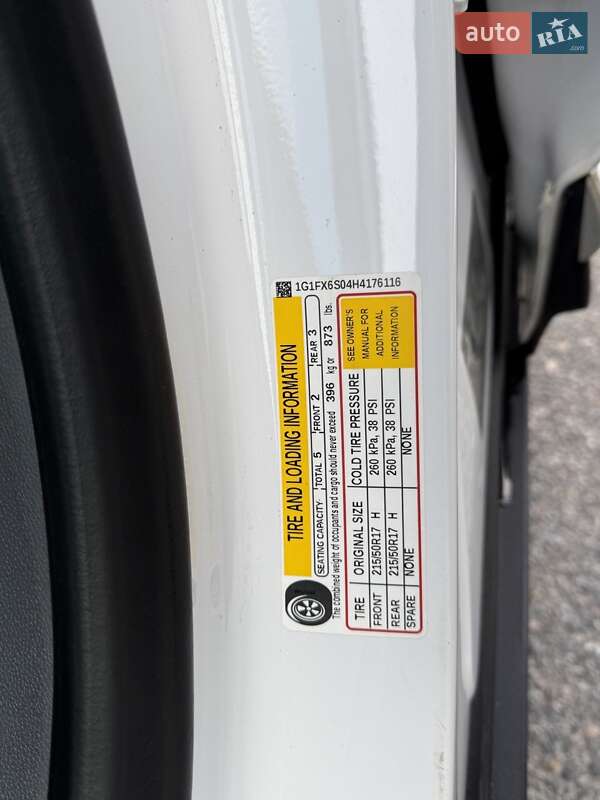 auto RIA .com
1G1FX6S04H4176116
TIRE AND LOADING INFORMATION
SEATING CAPACITY TOTAL 5 FRONT 2 REAR 3
The combined weight of occupants and cargo should never exceed 396 kg or 873 lbs.
TIRE ORIGINAL SIZE COLD TIRE PRESSURE
FRONT 215/50R17 H 260 kPa, 38 PSI
REAR 215/50R17 H 260 kPa, 38 PSI
SPARE NONE NONE
SEE OWNER'S
MANUAL FOR
ADDITIONAL
INFORMATION